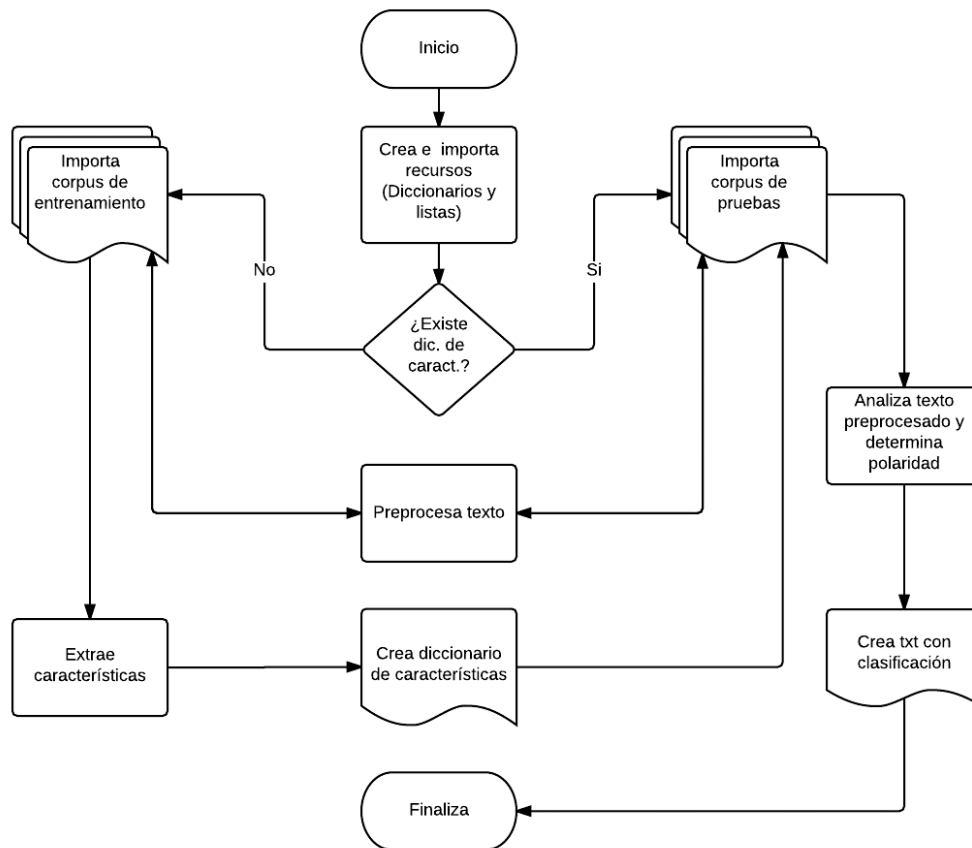 Inicio
Crea e importa
recursos
(Diccionarios y
listas)
Importa
corpus de
entrenamiento
Importa
corpus de
pruebas
No
Si
¿Existe
dic. de
caract.?
Analiza texto
preprocesado y
determina
polaridad
Preprocesa texto
Extrae
características
Crea diccionario
de características
Crea txt con
clasificación
Finaliza